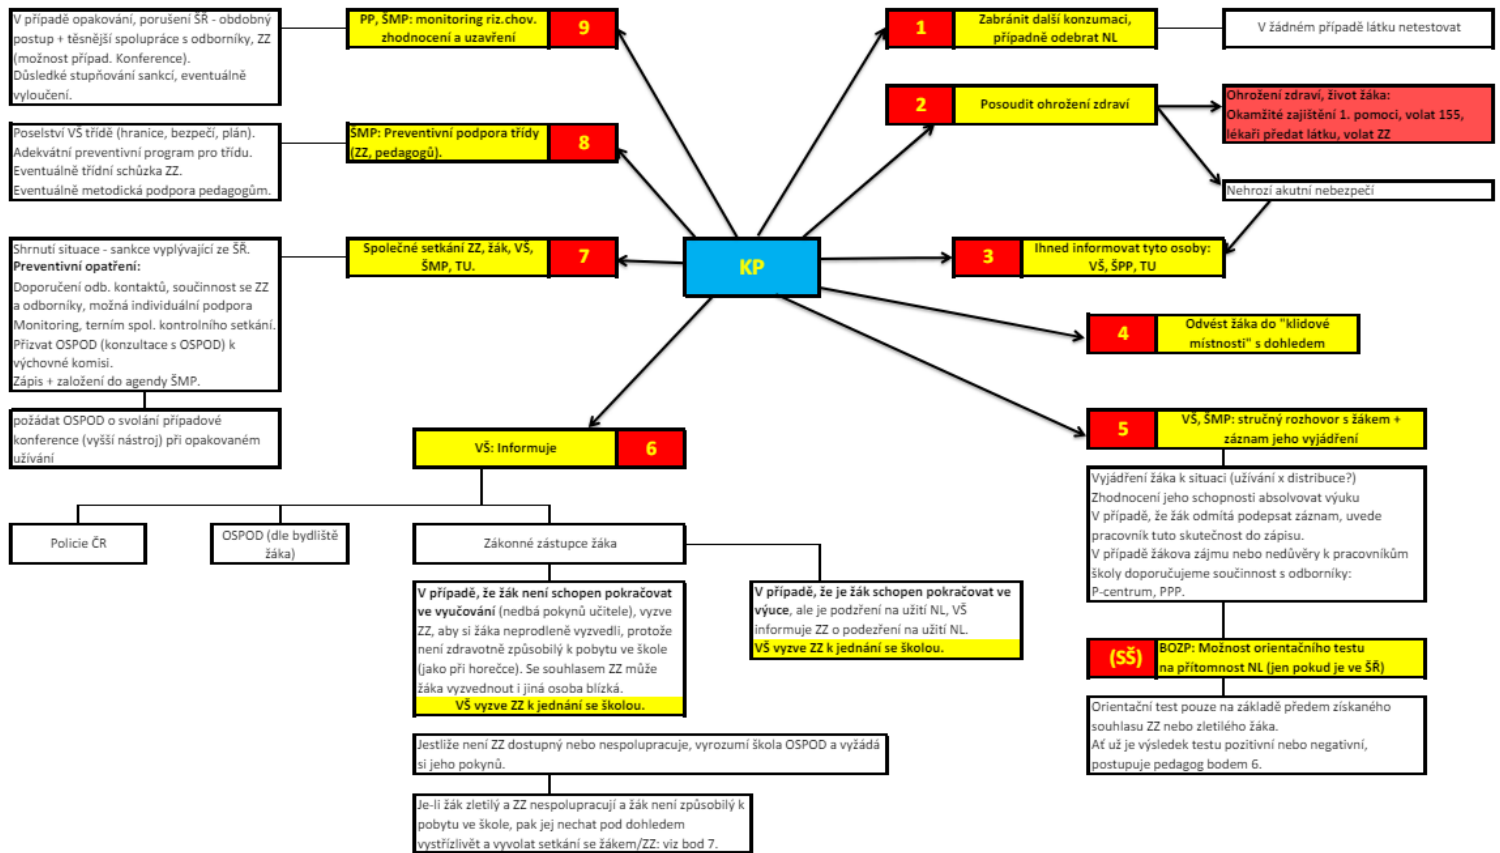 V případě opakování, porušení ŠŘ - obdobný
postup + těsnější spolupráce s odborníky, ZZ
(možnost případ. Konference).
Důsledké stupňování sankcí, eventuálně
vyloučení.
PP, ŠMP: monitoring riz.chov.
zhodnocení a uzavření
9
1
Zabránit další konzumaci,
případně odebrat NL
V žádném případě látku netestovat
2
Posoudit ohrožení zdraví
Ohrožení zdraví, život žáka:
Okamžité zajištění 1. pomoci, volat 155,
lékaři předat látku, volat ZZ
Nehrozí akutní nebezpečí
Poselství VŠ třídě (hranice, bezpečí, plán).
Adekvátní preventivní program pro třídu.
Eventuálně třídní schůzka ZZ.
Eventuálně metodická podpora pedagogům.
ŠMP: Preventivní podpora třídy
(ZZ, pedagogů).
8
Shrnutí situace - sankce vyplývající ze ŠŘ.
Preventivní opatření:
Doporučení odb. kontaktů, součinnost se ZZ
a odborníky, možná individuální podpora
Monitoring, terním spol. kontrolního setkání.
Přizvat OSPOD (konzultace s OSPOD) k
výchovné komisi.
Zápis + založení do agendy ŠMP.
požádat OSPOD o svolání případové
konference (vyšší nástroj) při opakovaném
užívání
Společné setkání ZZ, žák, VŠ,
ŠMP, TU.
7
KP
3
Ihned informovat tyto osoby:
VŠ, ŠPP, TU
4
Odvést žáka do "klidové
místnosti" s dohledem
5
VŠ, ŠMP: stručný rozhovor s žákem +
záznam jeho vyjádření
Vyjádření žáka k situaci (užívání x distribuce?)
Zhodnocení jeho schopnosti absolvovat výuku
V případě, že žák odmítá podepsat záznam, uvede
pracovník tuto skutečnost do zápisu.
V případě žákova zájmu nebo nedůvěry k pracovníkům
školy doporučujeme součinnost s odborníky:
P-centrum, PPP.
(SŠ)
BOZP: Možnost orientačního testu
na přítomnost NL (jen pokud je ve ŠŘ)
Orientační test pouze na základě předem získaného
souhlasu ZZ nebo zletilého žáka.
Ať už je výsledek testu pozitivní nebo negativní,
postupuje pedagog bodem 6.
VŠ: Informuje
6
Policie ČR
OSPOD (dle bydliště
žáka)
Zákonné zástupce žáka
V případě, že žák není schopen pokračovat
ve vyučování (nedbá pokynů učitele), vyzve
ZZ, aby si žáka neprodleně vyzvedli, protože
není zdravotně způsobilý k pobytu ve škole
(jako při horečce). Se souhlasem ZZ může
žáka vyzvednout i jiná osoba blízká.
VŠ vyzve ZZ k jednání se školou.
V případě, že je žák schopen pokračovat ve
výuce, ale je podzření na užití NL, VŠ
informuje ZZ o podezření na užití NL.
VŠ vyzve ZZ k jednání se školou.
Jestliže není ZZ dostupný nebo nespolupracuje, vyrozumí škola OSPOD a vyžádá
si jeho pokynů.
Je-li žák zletilý a ZZ nespolupracují a žák není způsobilý k
pobytu ve škole, pak jej nechat pod dohledem
vystřízlivět a vyvolat setkání se žákem/ZZ: viz bod 7.